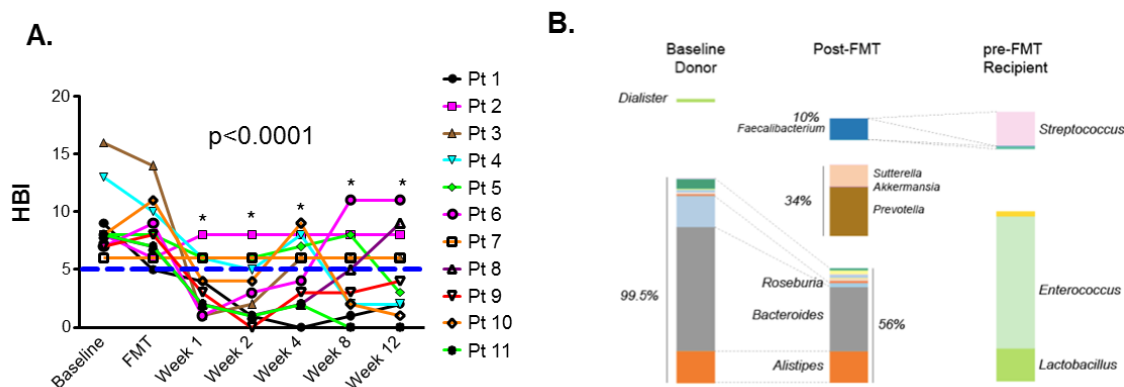 A.
HBI
20
15
10
5
0
p<0.0001
*
*
*
*
*
Baseline
FMT
Week 1
Week 2
Week 4
Week 8
Week 12
Pt 1
Pt 2
Pt 3
Pt 4
Pt 5
Pt 6
Pt 7
Pt 8
Pt 9
Pt 10
Pt 11
B.
Baseline
Donor
Post-FMT
pre-FMT
Recipient
Dialister
10%
Faecalibacterium
Streptococcus
Sutterella
Akkermansia
34%
Prevotella
99.5%
Roseburia
Bacteroides
56%
Alistipes
Enterococcus
Lactobacillus